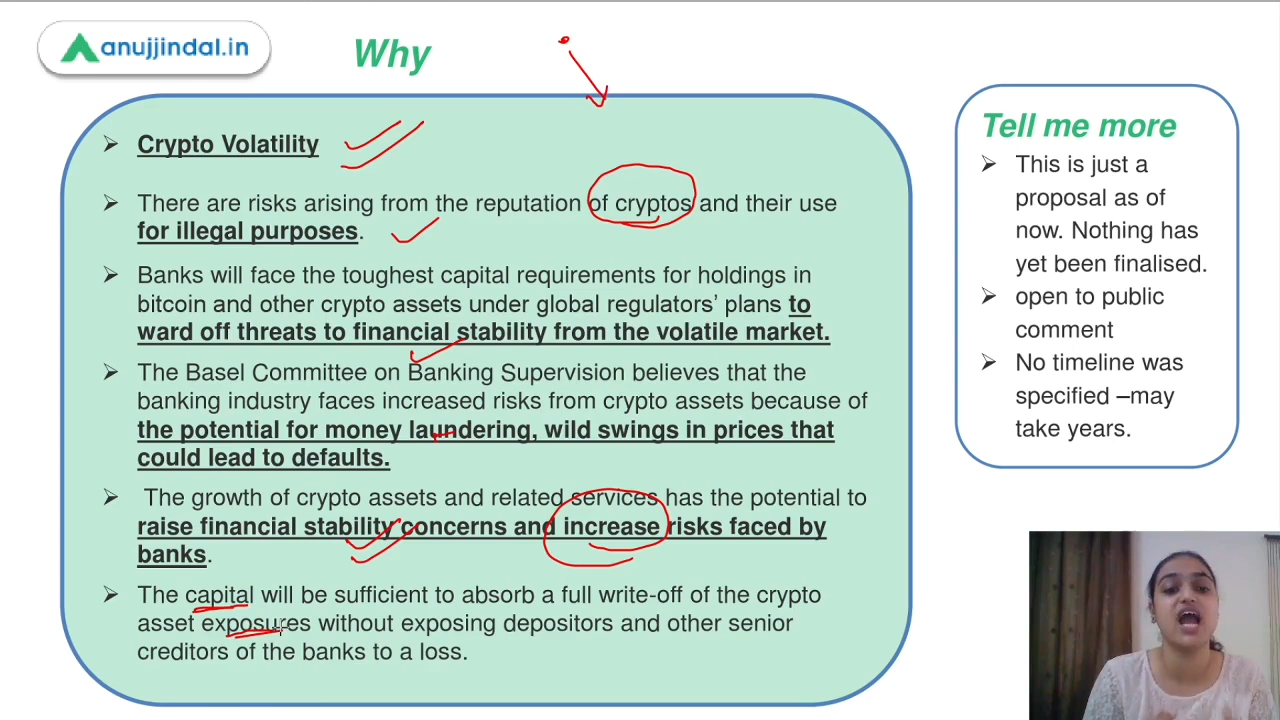 anujjindal.in
Why
Crypto Volatility
There are risks arising from the reputation of cryptos and their use
for illegal purposes.
Banks will face the toughest capital requirements for holdings in
bitcoin and other crypto assets under global regulators’ plans to
ward off threats to financial stability from the volatile market.
The Basel Committee on Banking Supervision believes that the
banking industry faces increased risks from crypto assets because of
the potential for money laundering, wild swings in prices that
could lead to defaults.
The growth of crypto assets and related services has the potential to
raise financial stability concerns and increase risks faced by
banks.
The capital will be sufficient to absorb a full write-off of the crypto
asset exposures without exposing depositors and other senior
creditors of the banks to a loss.
Tell me more
This is just a
proposal as of
now. Nothing has
yet been finalised.
open to public
comment
No timeline was
specified –may
take years.